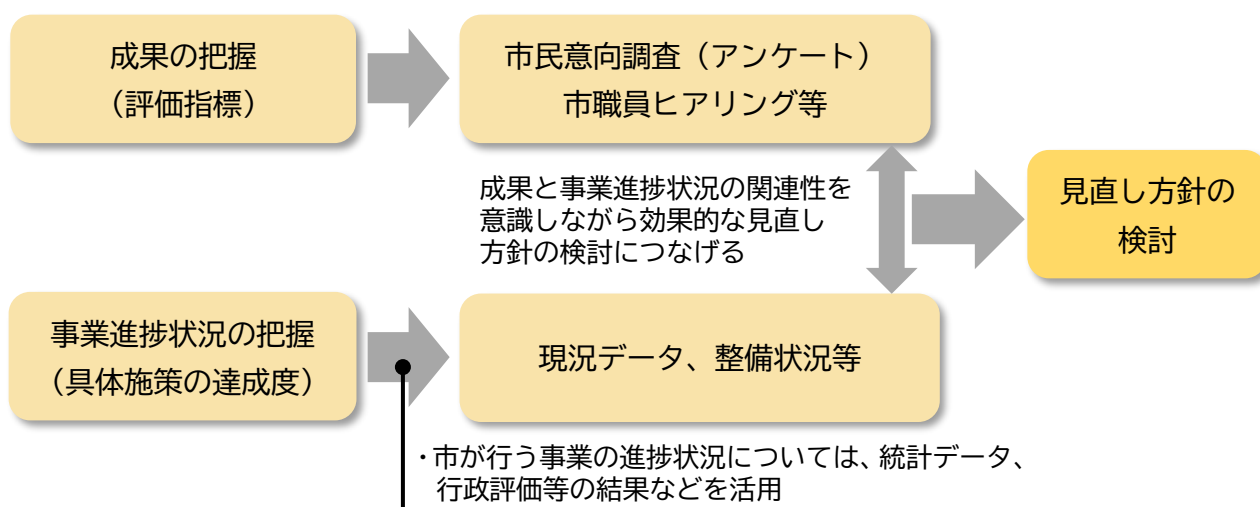 成果の把握
（評価指標）
市民意向調査（アンケート）
市職員ヒアリング等
成果と事業進捗状況の関連性を
意識しながら効果的な見直し
方針の検討につなげる
見直し方針の
検討
事業進捗状況の把握
（具体施策の達成度）
現況データ、整備状況等
・市が行う事業の進捗状況については、統計データ、
行政評価等の結果などを活用